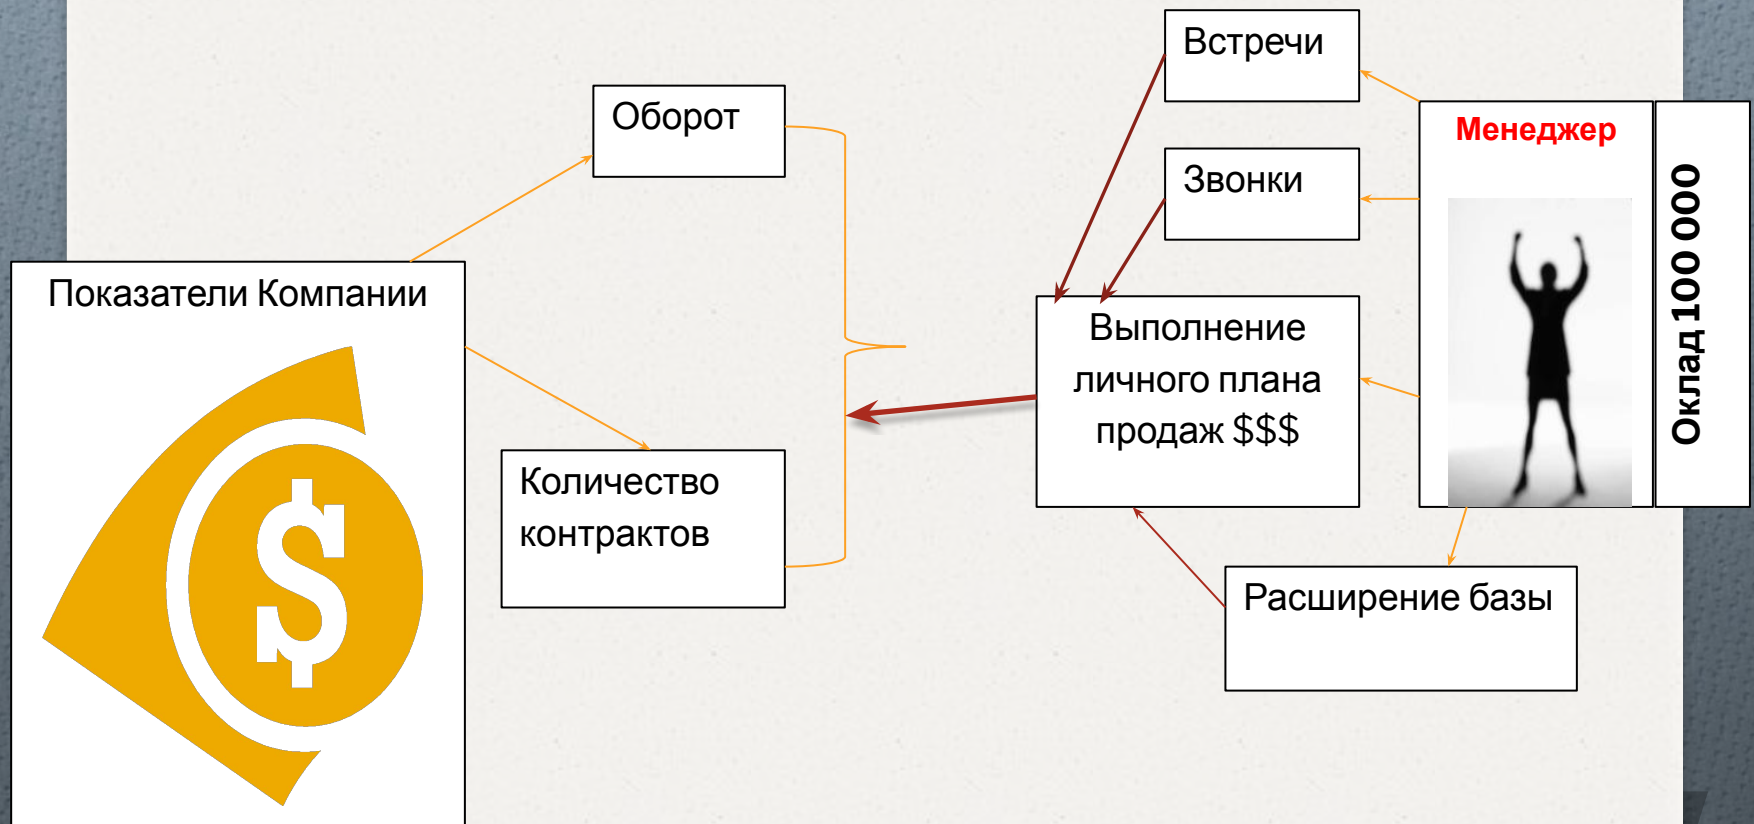 Встречи
Оборот
Менеджер
Звонки
Оклад 100 000
Показатели Компании
Выполнение
личного плана
продаж $$$
Количество
контрактов
Расширение базы
$